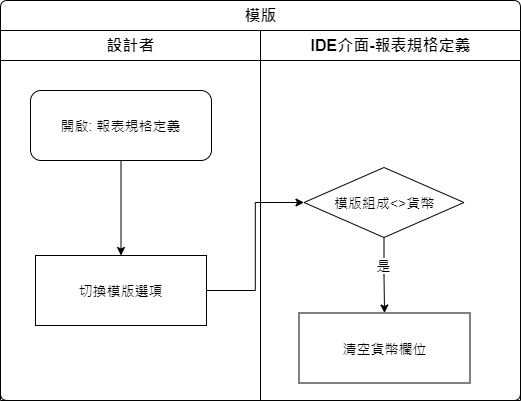 模版
設計者
IDE介面-報表規格定義
開啟: 報表規格定義
模版組成<>貨幣
切換模版選項
是
清空貨幣欄位